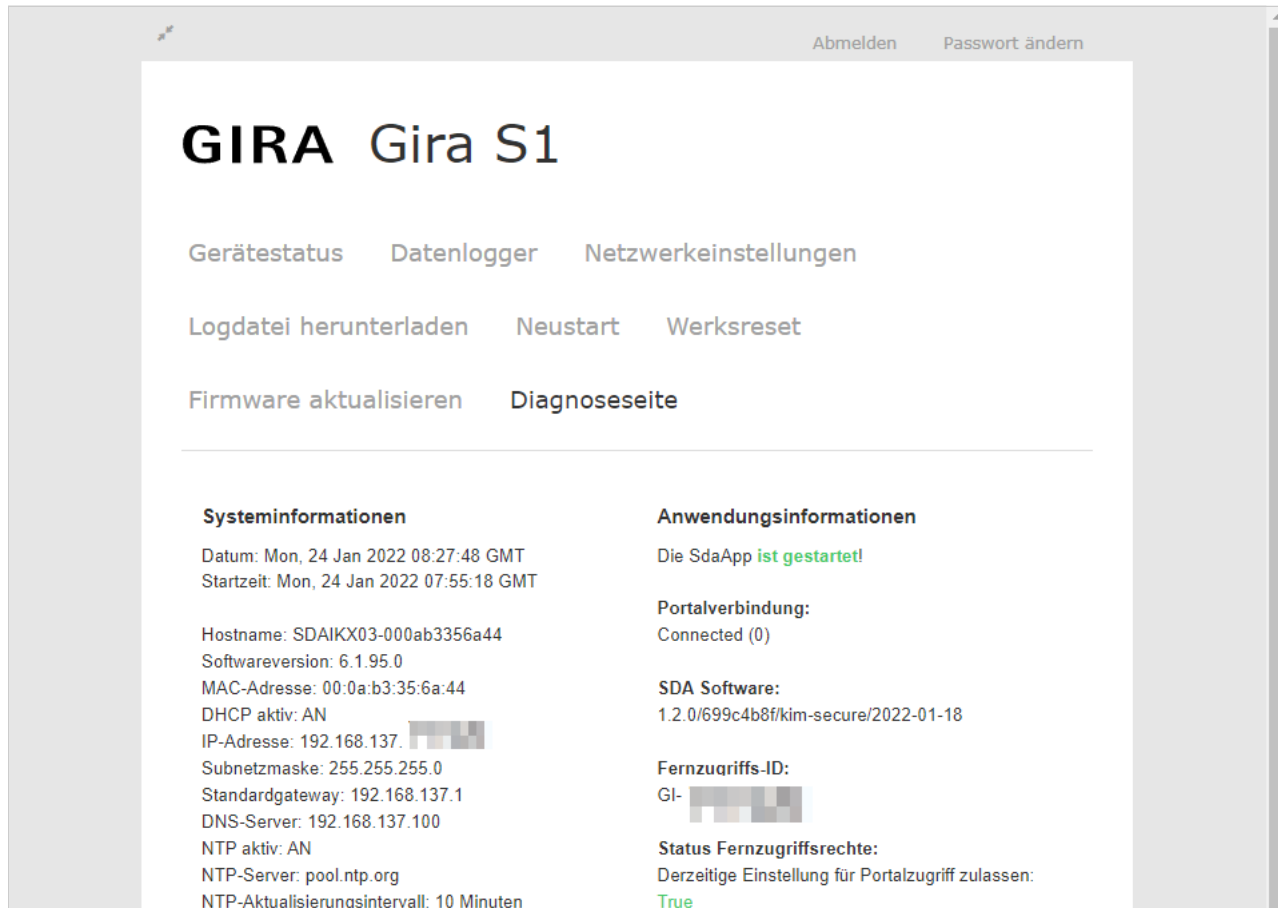 Abmelden Passwort ändern
GIRA Gira S1
Gerätestatus Datenlogger Netzwerkeinstellungen
Logdatei herunterladen Neustart Werksreset
Firmware aktualisieren Diagnoseseite
Systeminformationen
Datum: Mon, 24 Jan 2022 08:27:48 GMT
Startzeit: Mon, 24 Jan 2022 07:55:18 GMT
Hostname: SDAIKX03-000ab3356a44
Softwareversion: 6.1.95.0
MAC-Adresse: 00:0a:b3:35:6a:44
DHCP aktiv: AN
IP-Adresse: 192.168.137.
Subnetzmaske: 255.255.255.0
Standardgateway: 192.168.137.1
DNS-Server: 192.168.137.100
NTP aktiv: AN
NTP-Server: pool.ntp.org
NTP-Aktualisierungsintervall: 10 Minuten
Anwendungsinformationen
Die SdaApp ist gestartet!
Portalverbindung:
Connected (0)
SDA Software:
1.2.0/699c4b8f/kim-secure/2022-01-18
Fernzugriffs-ID:
GI-
Status Fernzugriffsrechte:
Derzeitige Einstellung für Portalzugriff zulassen:
True